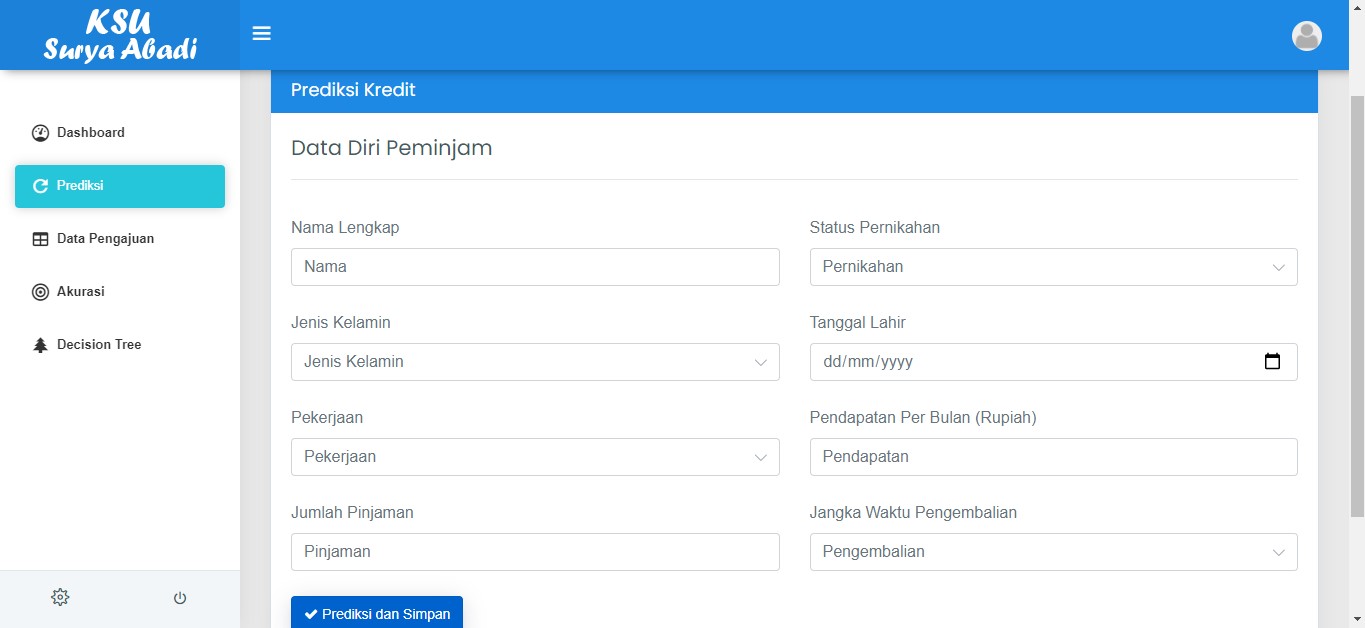 KSU
Surya Abadi
Dashboard
Prediksi
Data Pengajuan
Akurasi
Decision Tree
Prediksi Kredit
Data Diri Peminjam
Nama Lengkap
Nama
Status Pernikahan
Pernikahan
Jenis Kelamin
Jenis Kelamin
Tanggal Lahir
dd/mm/yyyy
Pekerjaan
Pekerjaan
Pendapatan Per Bulan (Rupiah)
Pendapatan
Jumlah Pinjaman
Pinjaman
Jangka Waktu Pengembalian
Pengembalian
Prediksi dan Simpan